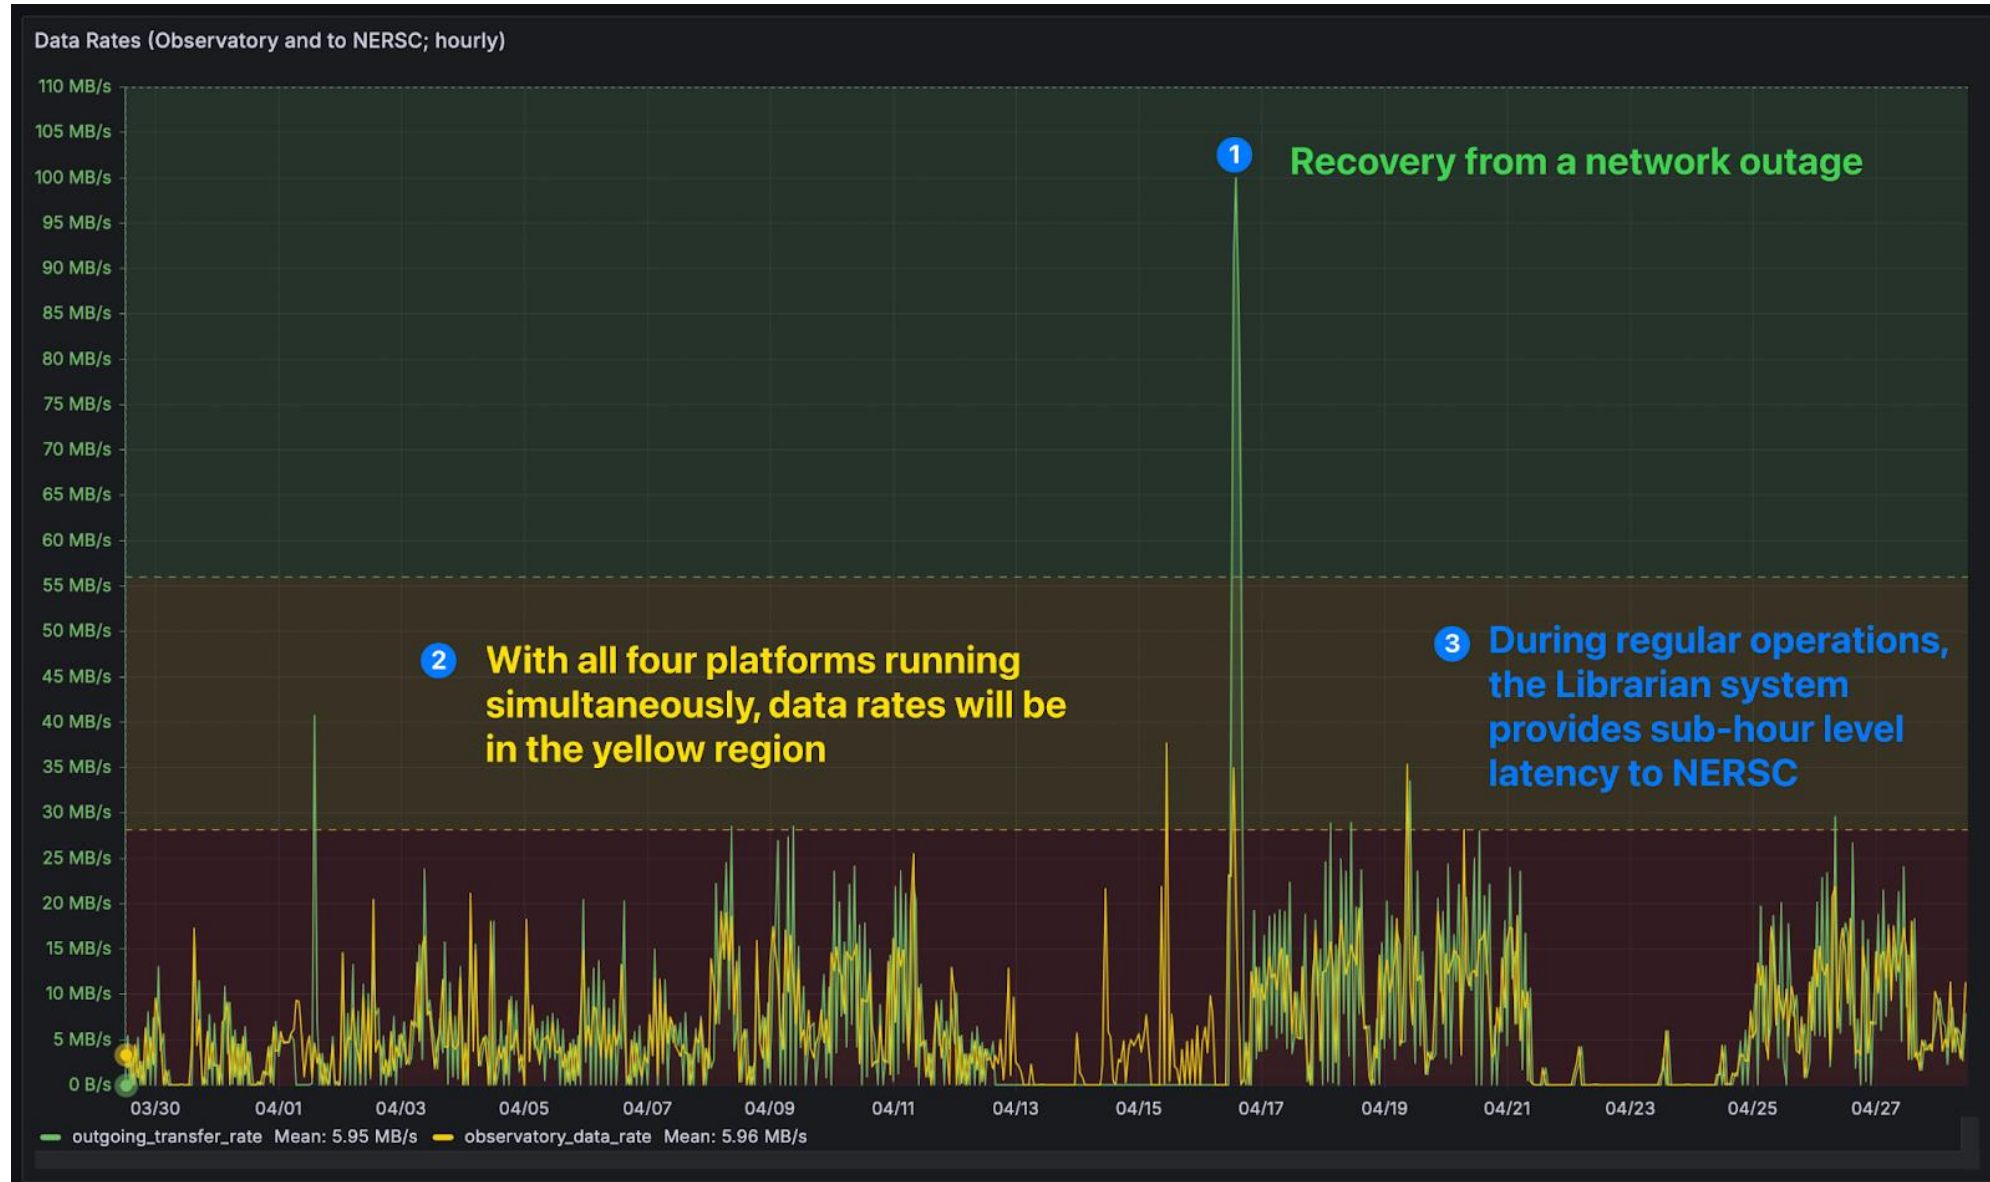 Data Rates (Observatory and to NERSC; hourly)
110 MB/s
105 MB/s
100 MB/s
95 MB/s
90 MB/s
85 MB/s
80 MB/s
75 MB/s
70 MB/s
65 MB/s
60 MB/s
55 MB/s
50 MB/s
45 MB/s
40 MB/s
35 MB/s
30 MB/s
25 MB/s
20 MB/s
15 MB/s
10 MB/s
5 MB/s
0 B/s
1 Recovery from a network outage
2 With all four platforms running
simultaneously, data rates will be
in the yellow region
3 During regular operations,
the Librarian system
provides sub-hour level
latency to NERSC
03/30 04/01 04/03 04/05 04/07 04/09 04/11 04/13 04/15 04/17 04/19 04/21 04/23 04/25 04/27
outgoing_transfer_rate Mean: 5.95 MB/s observatory_data_rate Mean: 5.96 MB/s